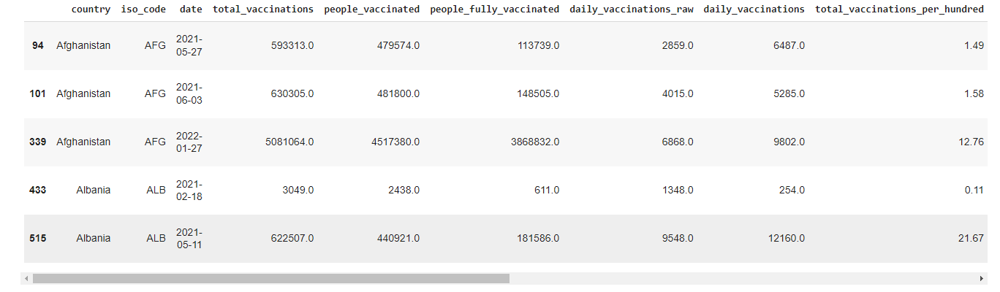 country iso_code date total_vaccinations people_vaccinated people_fully_vaccinated daily_vaccinations_raw daily_vaccinations total_vaccinations_per_hundred
94 Afghanistan AFG 2021-
05-27 593313.0 479574.0 113739.0 2859.0 6487.0 1.49
101 Afghanistan AFG 2021-
06-03 630305.0 481800.0 148505.0 4015.0 5285.0 1.58
339 Afghanistan AFG 2022-
01-27 5081064.0 4517380.0 3868832.0 6868.0 9802.0 12.76
433 Albania ALB 2021-
02-18 3049.0 2438.0 611.0 1348.0 254.0 0.11
515 Albania ALB 2021-
05-11 622507.0 440921.0 181586.0 9548.0 12160.0 21.67